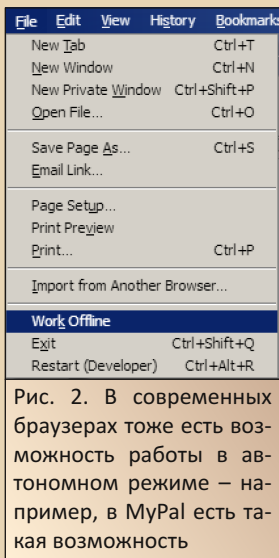 File Edit View History Bookmarks
New Tab Ctrl+T
New Window Ctrl+N
New Private Window Ctrl+Shift+P
Open File... Ctrl+O
Save Page As... Ctrl+S
Email Link...
Page Setup...
Print Preview
Print... Ctrl+P
Import from Another Browser...
Work Offline
Exit Ctrl+Shift+Q
Restart (Developer) Ctrl+Alt+R
Рис. 2. В современных
браузерах тоже есть воз-
можность работы в ав-
тономном режиме – на-
пример, в MyPal есть та-
кая возможность